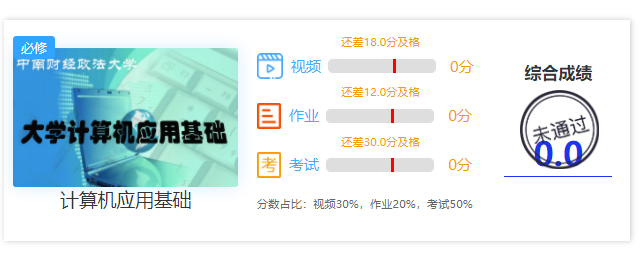 必修
中南财经政法大学
大学计算机应用基础
计算机应用基础
还差18.0分及格
视频
0分
还差12.0分及格
作业
0分
还差30.0分及格
考
考试
0分
分数占比：视频30%，作业20%，考试50%
综合成绩
未通过
0.0